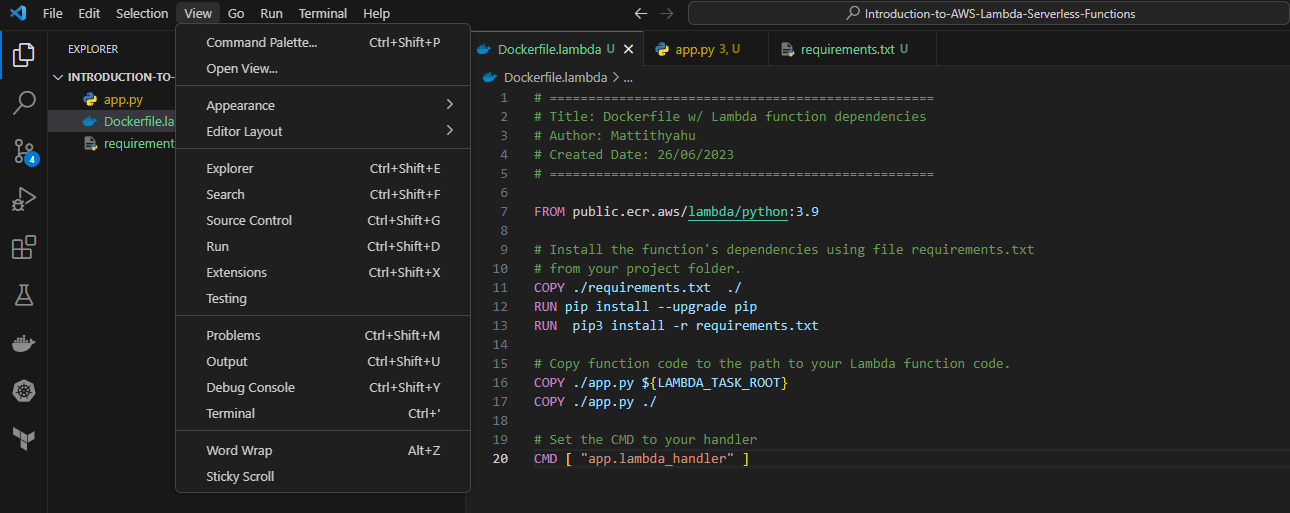 File Edit Selection View Go Run Terminal Help
Introduction-to-AWS-Lambda-Serverless-Functions
EXPLORER
INTRODUCTION-TO-
app.py
Dockerfile.la
requirement
4
Command Palette... Ctrl+Shift+P
Open View...
Appearance
Editor Layout
Explorer Ctrl+Shift+E
Search Ctrl+Shift+F
Source Control Ctrl+Shift+G
Run Ctrl+Shift+D
Extensions Ctrl+Shift+X
Testing
Problems Ctrl+Shift+M
Output Ctrl+Shift+U
Debug Console Ctrl+Shift+Y
Terminal Ctrl+'
Word Wrap Alt+Z
Sticky Scroll
Dockerfile.lambda U app.py 3, U requirements.txt U
Dockerfile.lambda > ...
1 # ==================================================
2 # Title: Dockerfile w/ Lambda function dependencies
3 # Author: Mattithyahu
4 # Created Date: 26/06/2023
5 # ==================================================
6
7 FROM public.ecr.aws/lambda/python:3.9
8
9 # Install the function's dependencies using file requirements.txt
10 # from your project folder.
11 COPY ./requirements.txt  ./
12 RUN pip install --upgrade pip
13 RUN  pip3 install -r requirements.txt
14
15 # Copy function code to the path to your Lambda function code.
16 COPY ./app.py ${LAMBDA_TASK_ROOT}
17 COPY ./app.py ./
18
19 # Set the CMD to your handler
20 CMD [ "app.lambda_handler" ]